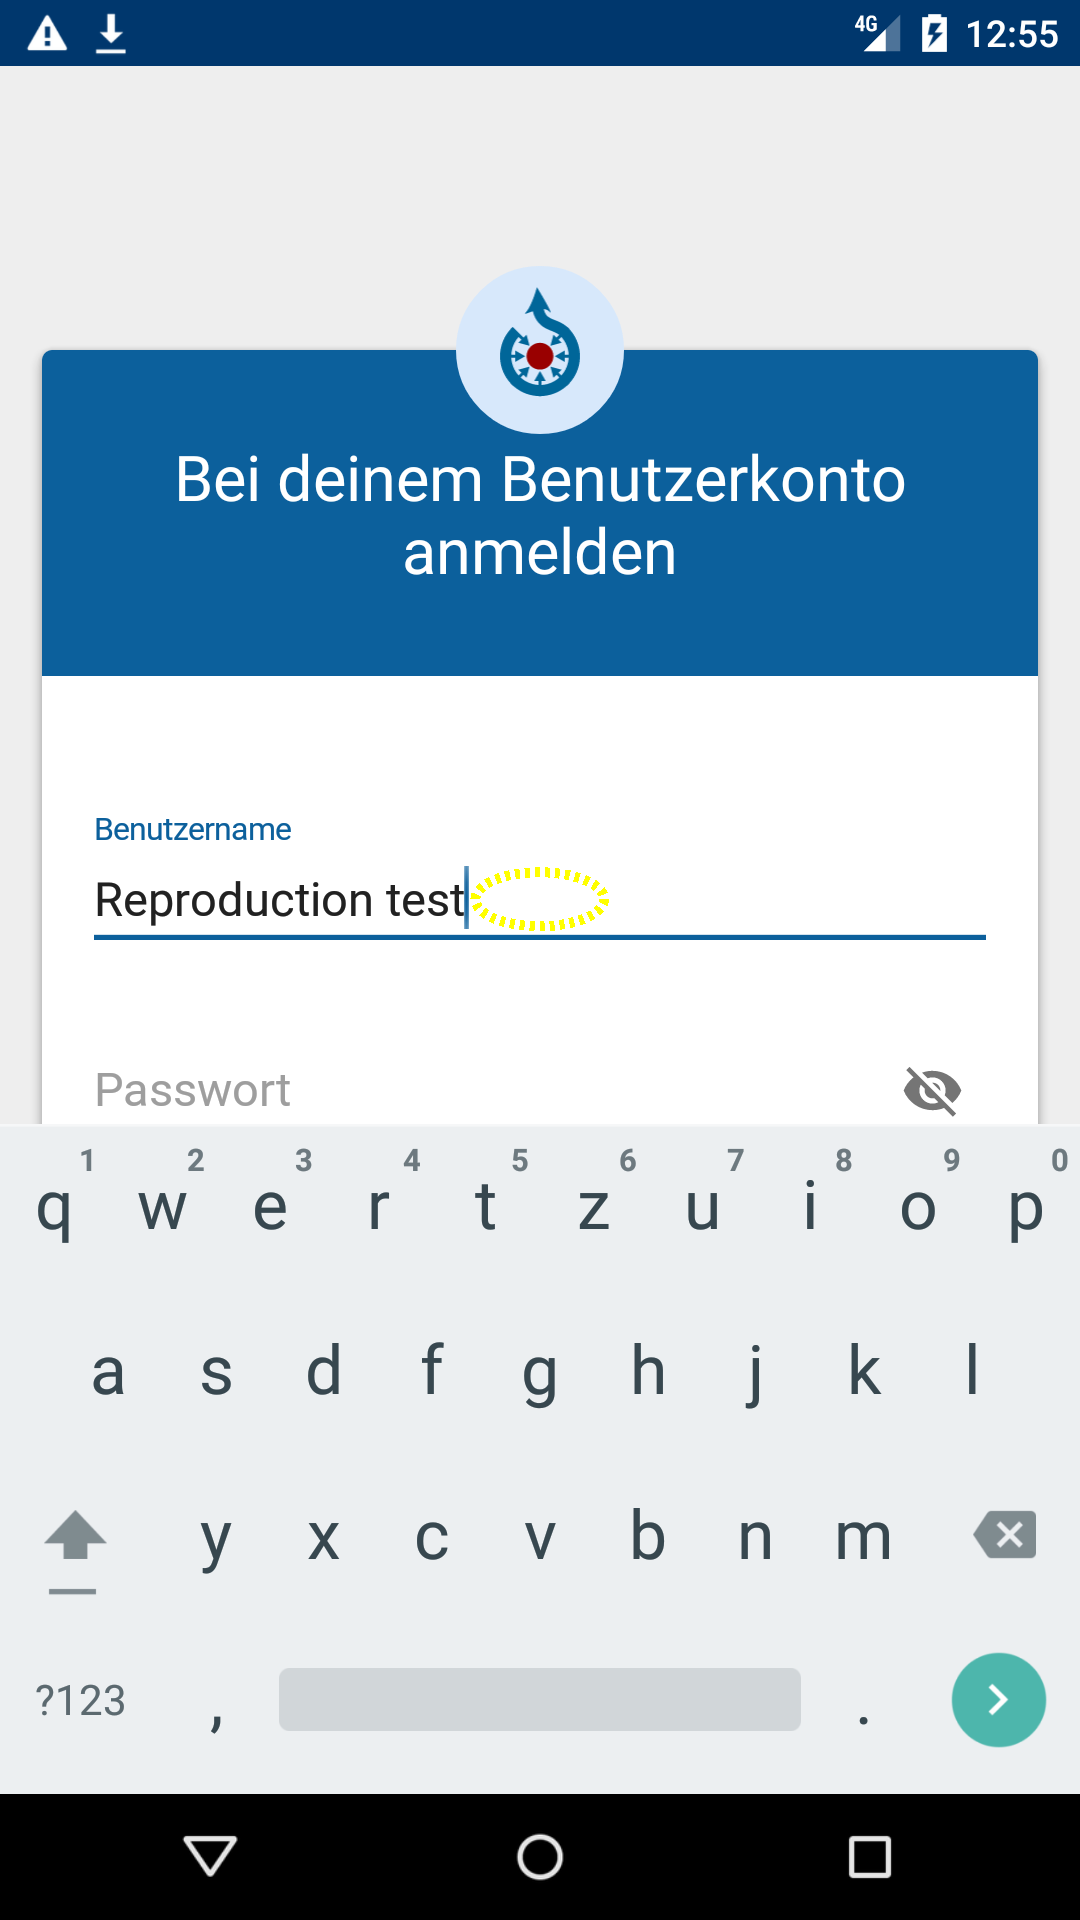 4G 12:55
Bei deinem Benutzerkonto
anmelden
Benutzername
Reproduction test
Passwort
1 2 3 4 5 6 7 8 9 0
q w e r t z u i o p
a s d f g h j k l
y x c v b n m
?123 , .